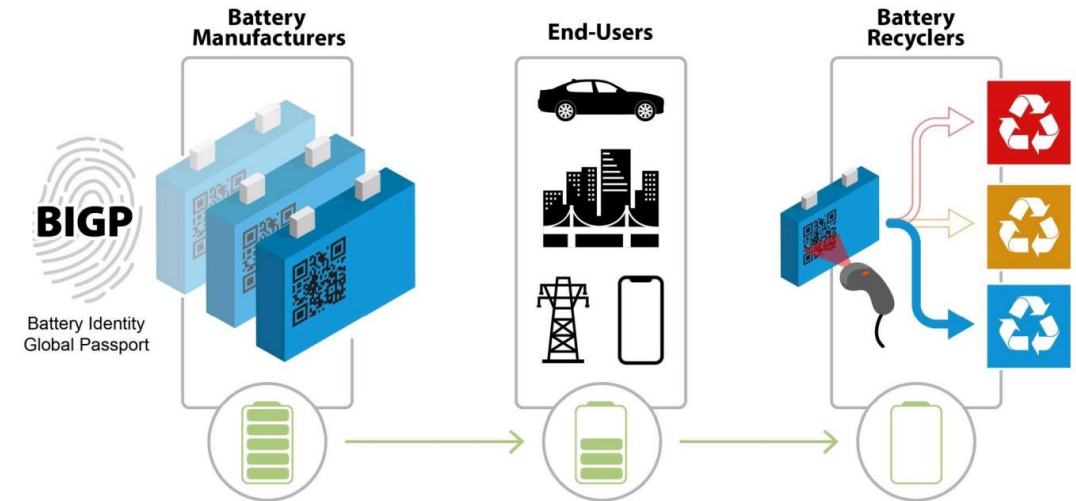 Battery
Manufacturers
End-Users
Battery
Recyclers
BIGP
Battery Identity
Global Passport